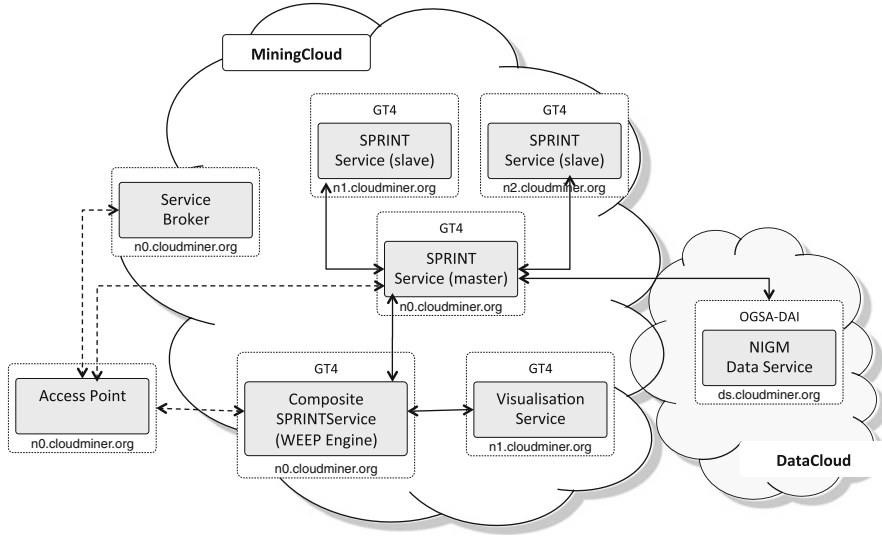 MiningCloud
GT4
SPRINT
Service (slave)
n1.cloudminer.org
GT4
SPRINT
Service (slave)
n2.cloudminer.org
Service
Broker
n0.cloudminer.org
GT4
SPRINT
Service (master)
n0.cloudminer.org
OGSA-DAI
NIGM
Data Service
ds.cloudminer.org
Access Point
n0.cloudminer.org
GT4
Composite
SPRINTService
(WEEP Engine)
n0.cloudminer.org
GT4
Visualisation
Service
n1.cloudminer.org
DataCloud